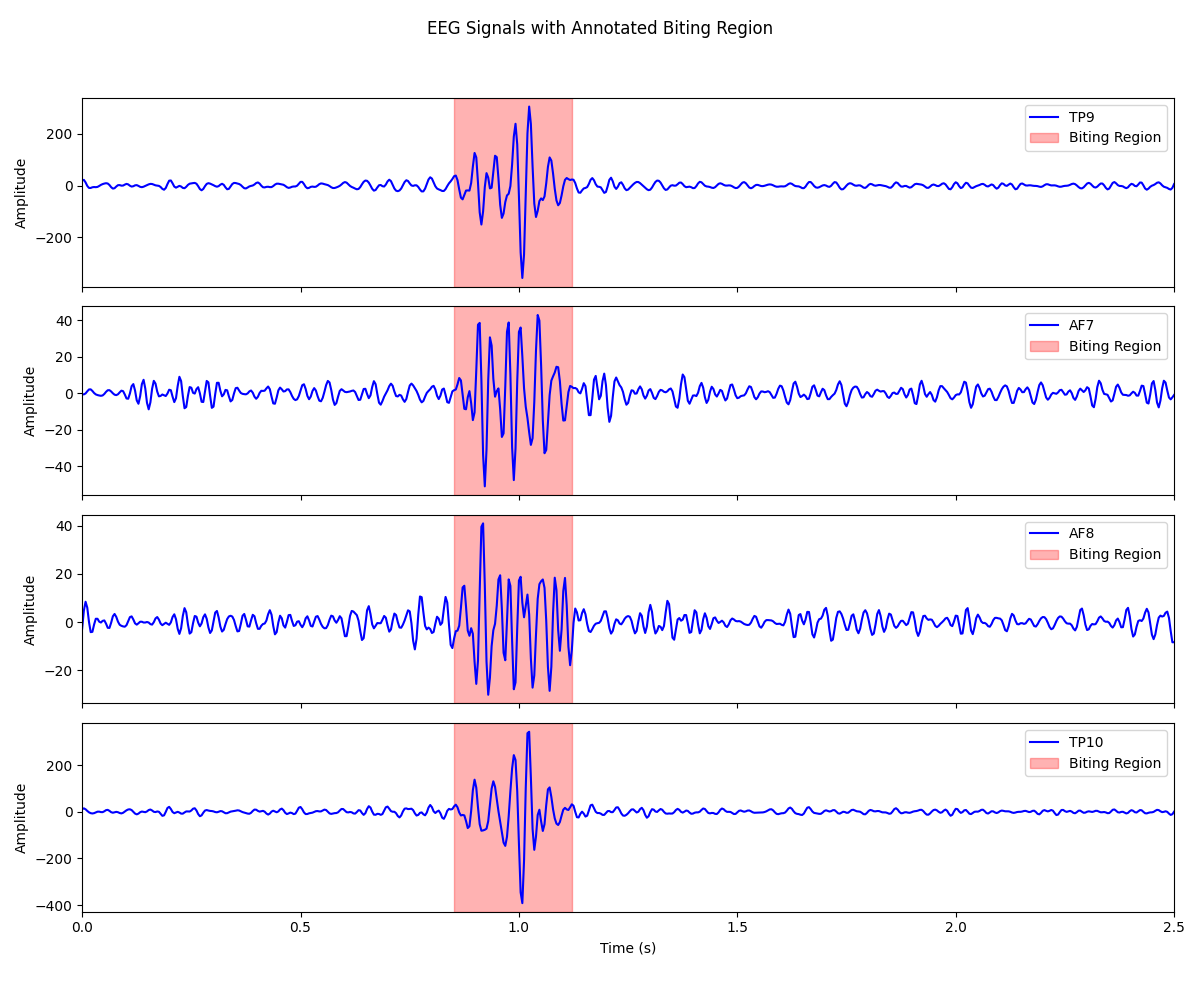 EEG Signals with Annotated Biting Region
Amplitude
200
0
−200
TP9
Biting Region
Amplitude
40
20
0
−20
−40
AF7
Biting Region
Amplitude
40
20
0
−20
AF8
Biting Region
Amplitude
200
0
−200
−400
TP10
Biting Region
0.0 0.5 1.0 1.5 2.0 2.5
Time (s)